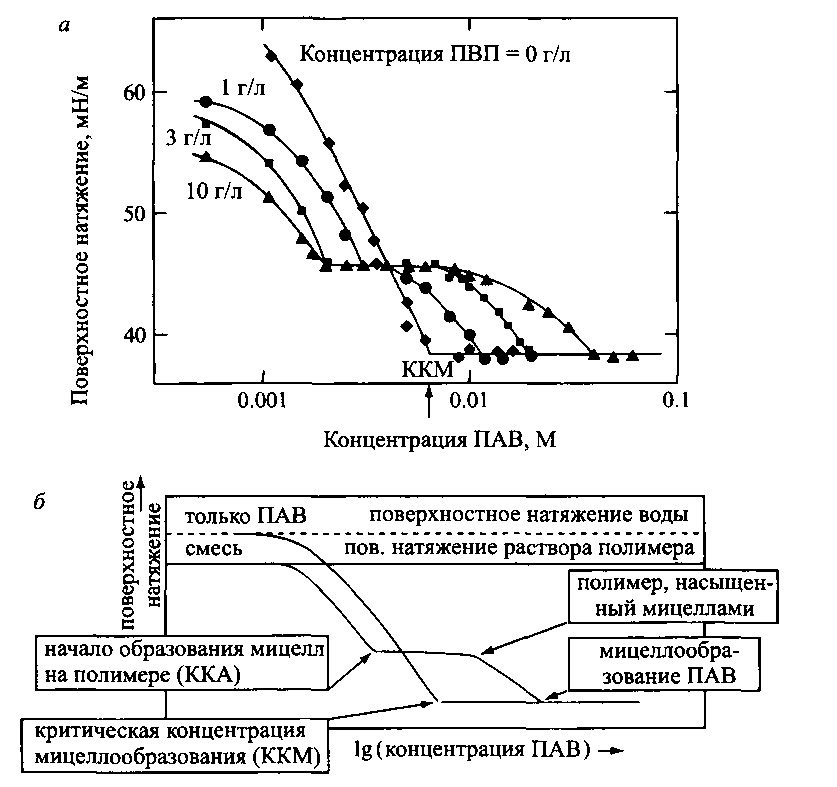 а
Поверхностное натяжение, мН/м
Концентрация ПВП = 0 г/л
60
1 г/л
3 г/л
10 г/л
50
40
ККМ
0.001
0.01
0.1
Концентрация ПАВ, М
б
поверхностное
натяжение
только ПАВ
поверхностное натяжение воды
смесь
пов. натяжение раствора полимера
полимер, насыщен-
ный мицеллами
начало образования мицелл
на полимере (ККА)
мицеллообра-
зование ПАВ
критическая концентрация
мицеллообразования (ККМ)
lg (концентрация ПАВ)